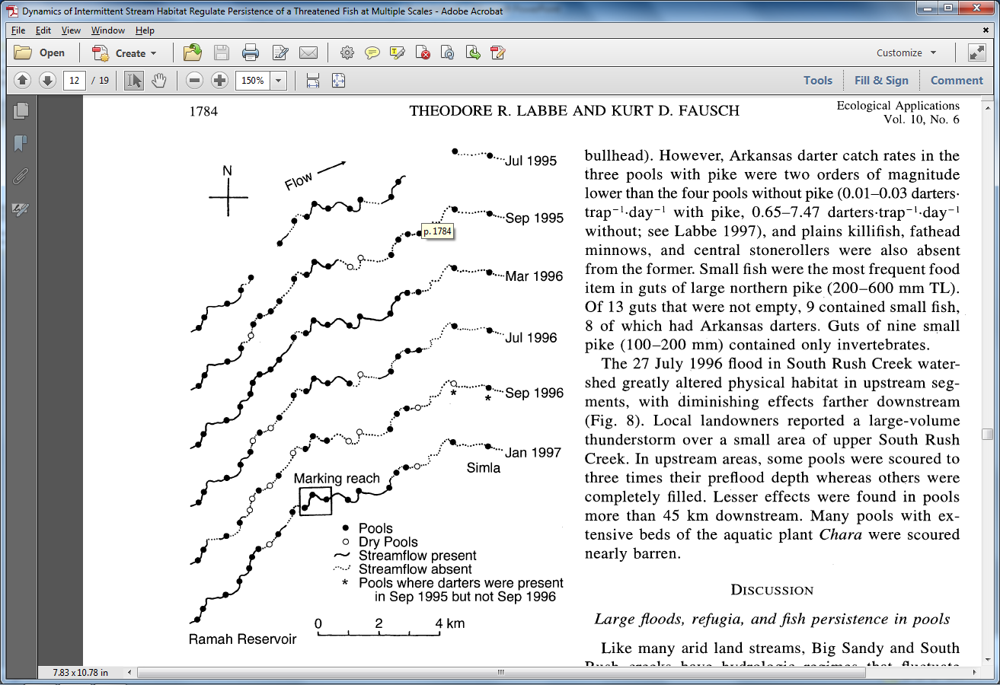 Dynamics of Intermittent Stream Habitat Regulate Persistence of a Threatened Fish at Multiple Scales - Adobe Acrobat
File Edit View Window Help
Open Create Customize
12 / 19 150% Tools Fill & Sign Comment
1784 THEODORE R. LABBE AND KURT D. FAUSCH Ecological Applications
Vol. 10, No. 6
N
Flow
Jul 1995
Sep 1995
p. 1784
Mar 1996
Jul 1996
Sep 1996
* *
Jan 1997
Simla
Marking reach
Pools
Dry Pools
Streamflow present
Streamflow absent
* Pools where darters were present
in Sep 1995 but not Sep 1996
0 2 4 km
Ramah Reservoir
bullhead). However, Arkansas darter catch rates in the
three pools with pike were two orders of magnitude
lower than the four pools without pike (0.01–0.03 darters·
trap⁻¹·day⁻¹ with pike, 0.65–7.47 darters·trap⁻¹·day⁻¹
without; see Labbe 1997), and plains killifish, fathead
minnows, and central stonerollers were also absent
from the former. Small fish were the most frequent food
item in guts of large northern pike (200–600 mm TL).
Of 13 guts that were not empty, 9 contained small fish,
8 of which had Arkansas darters. Guts of nine small
pike (100–200 mm) contained only invertebrates.
The 27 July 1996 flood in South Rush Creek water-
shed greatly altered physical habitat in upstream seg-
ments, with diminishing effects farther downstream
(Fig. 8). Local landowners reported a large-volume
thunderstorm over a small area of upper South Rush
Creek. In upstream areas, some pools were scoured to
three times their preflood depth whereas others were
completely filled. Lesser effects were found in pools
more than 45 km downstream. Many pools with ex-
tensive beds of the aquatic plant Chara were scoured
nearly barren.
DISCUSSION
Large floods, refugia, and fish persistence in pools
Like many arid land streams, Big Sandy and South
7.83 x 10.78 in